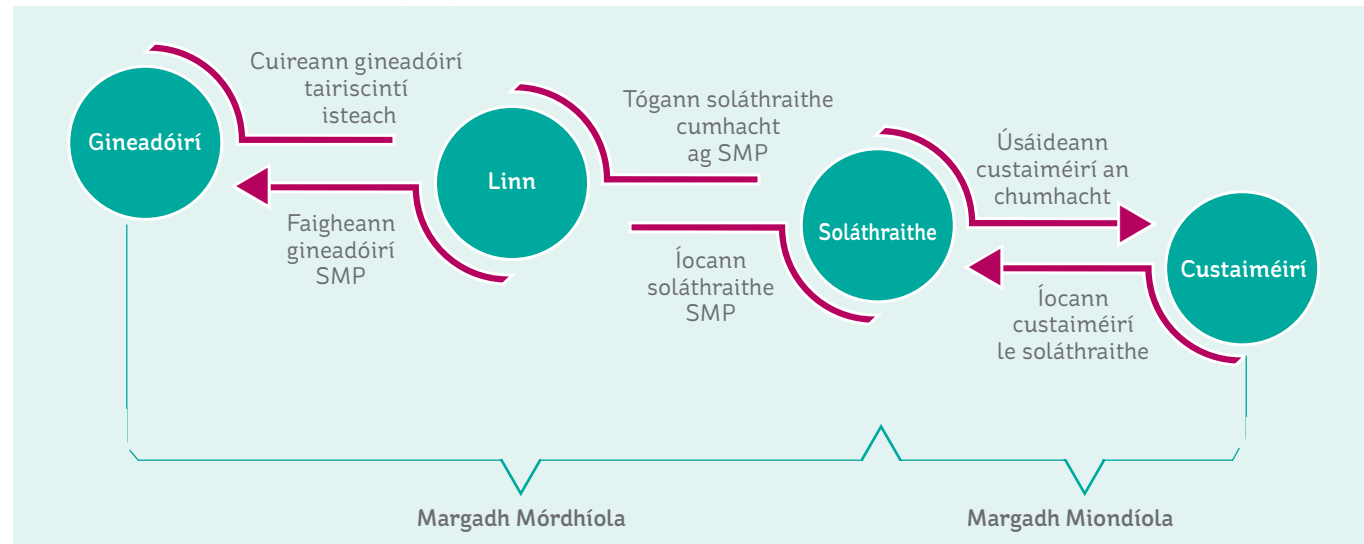 Gineadóirí
Cuireann gineadóirí
tairiscintí
isteach
Faigheann
gineadóirí
SMP
Linn
Tógann soláthraithe
cumhacht
ag SMP
Íocann
soláthraithe
SMP
Soláthraithe
Úsáideann
custaiméirí an
chumhacht
Íocann
custaiméirí
le soláthraithe
Custaiméirí
Margadh Mórdhíola
Margadh Miondíola